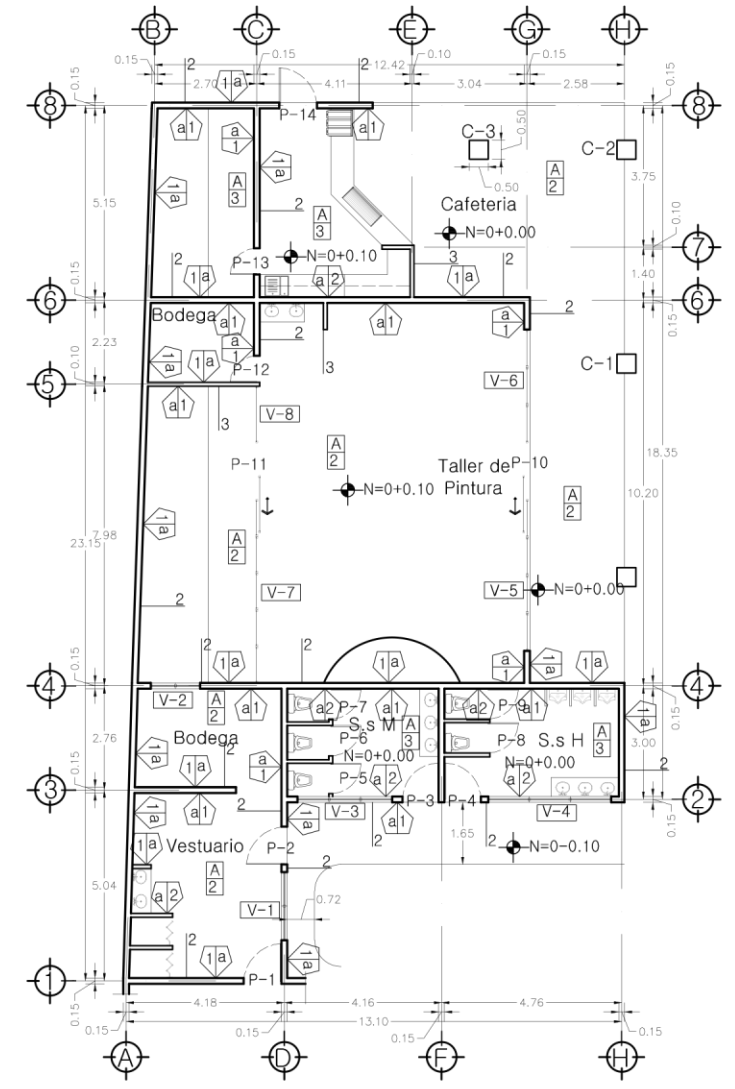 B C E G H
0.15 0.15 12.42 0.10 0.15
2.70 4.11 3.04 2.58
2 1a 2
0.15 0.15
8 8
P-14
a1 a 1 a1
C-3 0.50 C-2
1a A 3 1a
0.50 A 2 3.75
5.15 Cafeteria
2 A 3
N=0+0.00 0.10
P-13 N=0+0.10 7
2 3 2
1a a2 1a 1.40
6 6
Bodega a1 a1 a 1 2 0.15
2.23 a 1 2
1a 1a 3
0.10 P-12 V-6 C-1
5
a1 V-8
3
A 2 18.35
P-11 Taller de P-10
N=0+0.10 Pintura 10.20
1a A 2 A 2
7.98
23.15
V-7 V-5 N=0+0.00
2
0.15 2 2 1a a 1 1a 1a 0.15
4 4
V-2
A 2 a1 a2 P-7 a1 a2 P-9 a1 1a
2.76 Bodega S.s M A 3 P-8 S.s H A 3 3.00
1a P-6
a 1 N=0+0.00 N=0+0.00
2 P-5 2
3 1a a2 a2 2
V-3 P-3 P-4 V-4
1a a1 1a a1 0.15
2 2 2
1.65
Vestuario P-2 N=0-0.10
1a A 2 2
5.04 a2
0.72
V-1
2
1a 1a
0.15 P-1
1
4.18 4.16 4.76
0.15 0.15 13.10 0.15 0.15
A D F H